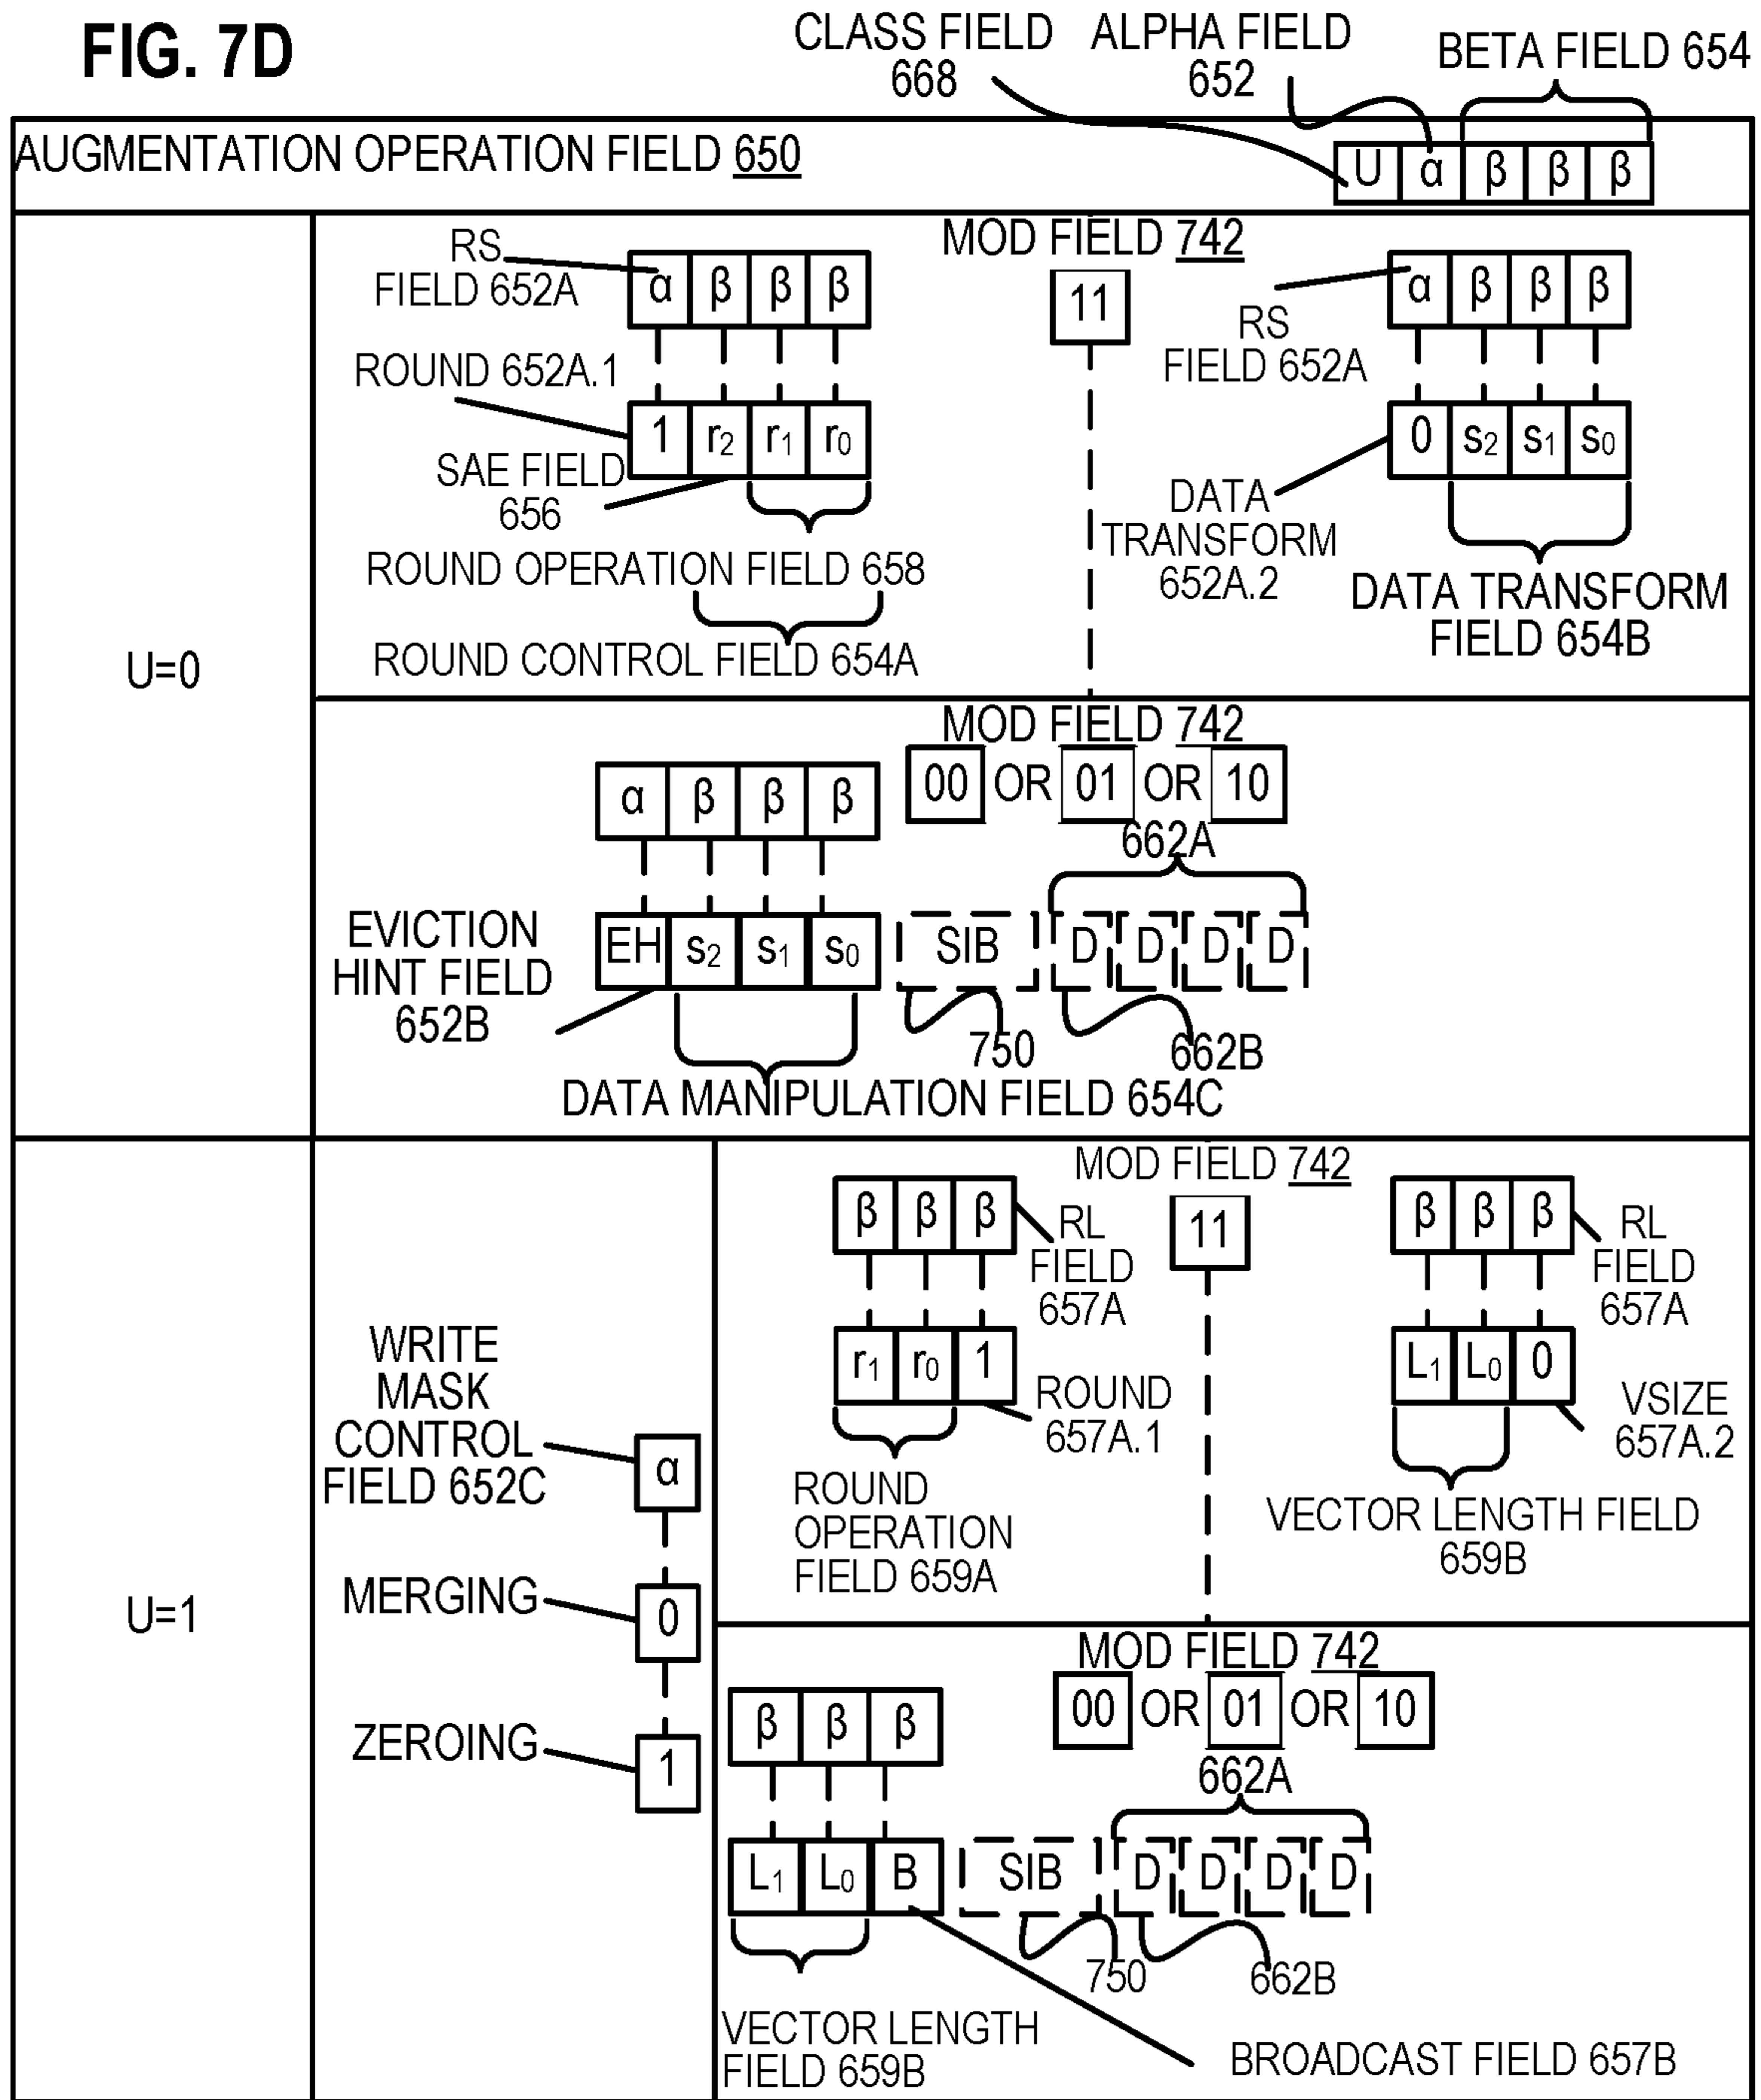 FIG. 7D
CLASS FIELD
668
ALPHA FIELD
652
BETA FIELD 654
AUGMENTATION OPERATION FIELD 650
U α β β β
U=0
MOD FIELD 742
11
RS
FIELD 652A
α β β β
ROUND 652A.1
1 r2 r1 r0
SAE FIELD
656
ROUND OPERATION FIELD 658
ROUND CONTROL FIELD 654A
α β β β
RS
FIELD 652A
0 s2 s1 s0
DATA
TRANSFORM
652A.2
DATA TRANSFORM
FIELD 654B
MOD FIELD 742
00 OR 01 OR 10
α β β β
662A
EVICTION
HINT FIELD
652B
EH s2 s1 s0 SIB D D D D
750
662B
DATA MANIPULATION FIELD 654C
U=1
WRITE
MASK
CONTROL
FIELD 652C
α
MERGING
0
ZEROING
1
MOD FIELD 742
11
β β β
RL
FIELD
657A
r1 r0 1
ROUND
657A.1
ROUND
OPERATION
FIELD 659A
β β β
RL
FIELD
657A
L1 L0 0
VSIZE
657A.2
VECTOR LENGTH FIELD
659B
MOD FIELD 742
00 OR 01 OR 10
β β β
662A
L1 L0 B SIB D D D D
750
662B
VECTOR LENGTH
FIELD 659B
BROADCAST FIELD 657B